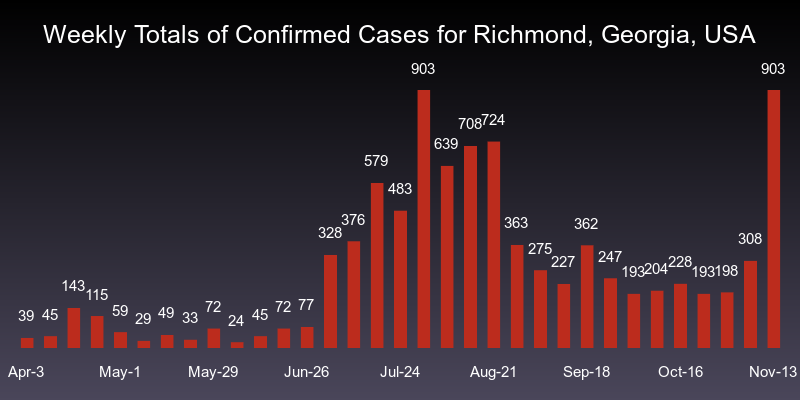 Weekly Totals of Confirmed Cases for Richmond, Georgia, USA
39 45 143 115 59 29 49 33 72 24 45 72 77 328 376 579 483 903 639 708 724 363 275 227 362 247 193 204 228 193 198 308 903
Apr-3 May-1 May-29 Jun-26 Jul-24 Aug-21 Sep-18 Oct-16 Nov-13